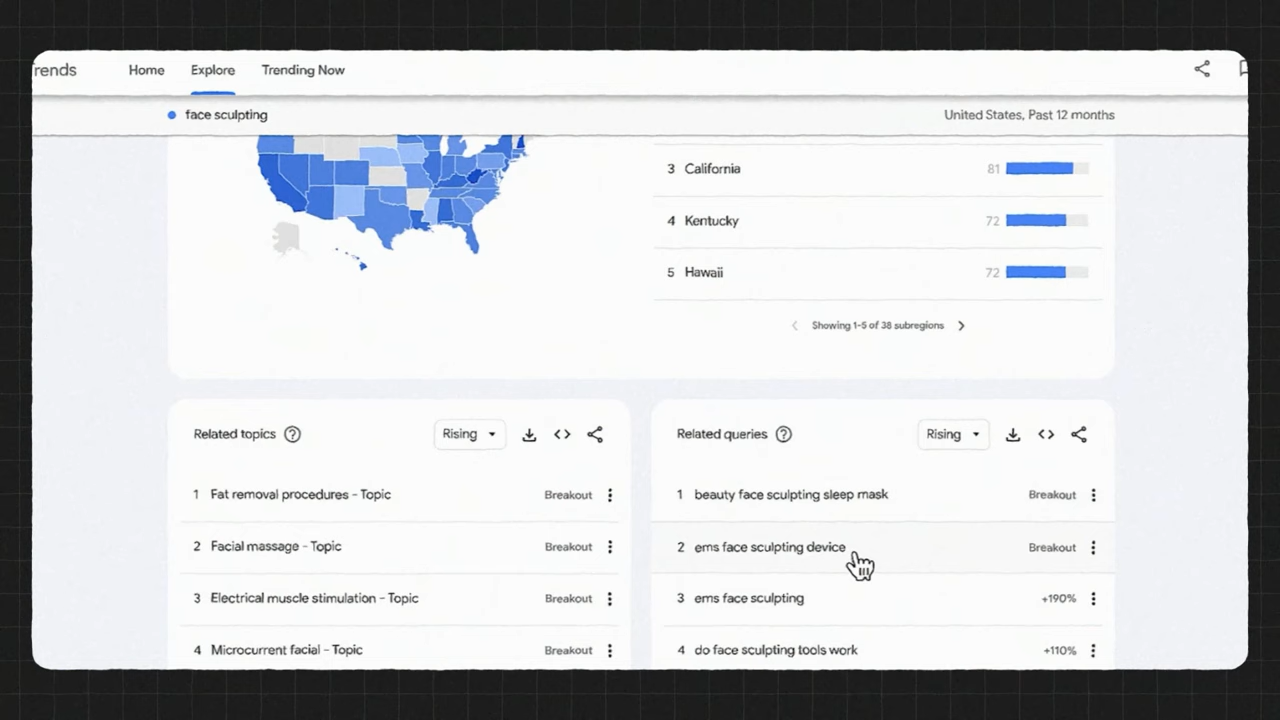 rends
Home Explore Trending Now
face sculpting
United States, Past 12 months
3 California 81
4 Kentucky 72
5 Hawaii 72
Showing 1-5 of 38 subregions
Related topics
Rising
1 Fat removal procedures - Topic Breakout
2 Facial massage - Topic Breakout
3 Electrical muscle stimulation - Topic Breakout
4 Microcurrent facial - Topic Breakout
Related queries
Rising
1 beauty face sculpting sleep mask Breakout
2 ems face sculpting device Breakout
3 ems face sculpting +190%
4 do face sculpting tools work +110%